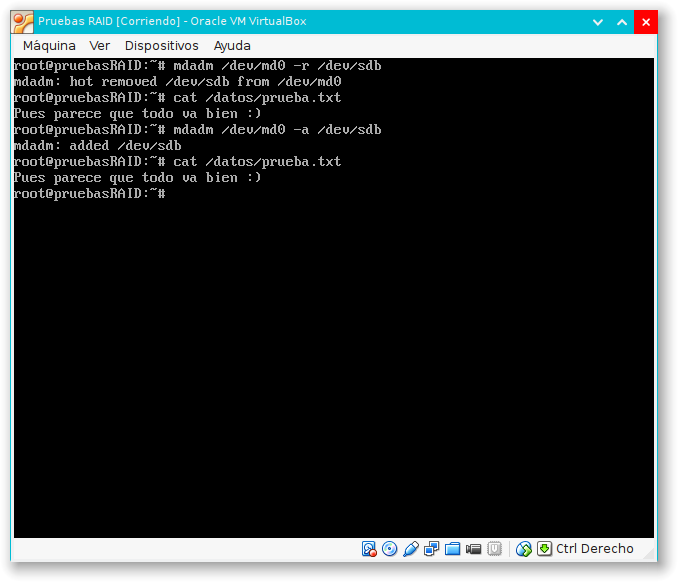 Pruebas RAID [Corriendo] - Oracle VM VirtualBox
Máquina Ver Dispositivos Ayuda
root@pruebasRAID:~# mdadm /dev/md0 -r /dev/sdb
mdadm: hot removed /dev/sdb from /dev/md0
root@pruebasRAID:~# cat /datos/prueba.txt
Pues parece que todo va bien :)
root@pruebasRAID:~# mdadm /dev/md0 -a /dev/sdb
mdadm: added /dev/sdb
root@pruebasRAID:~# cat /datos/prueba.txt
Pues parece que todo va bien :)
root@pruebasRAID:~#
Ctrl Derecho